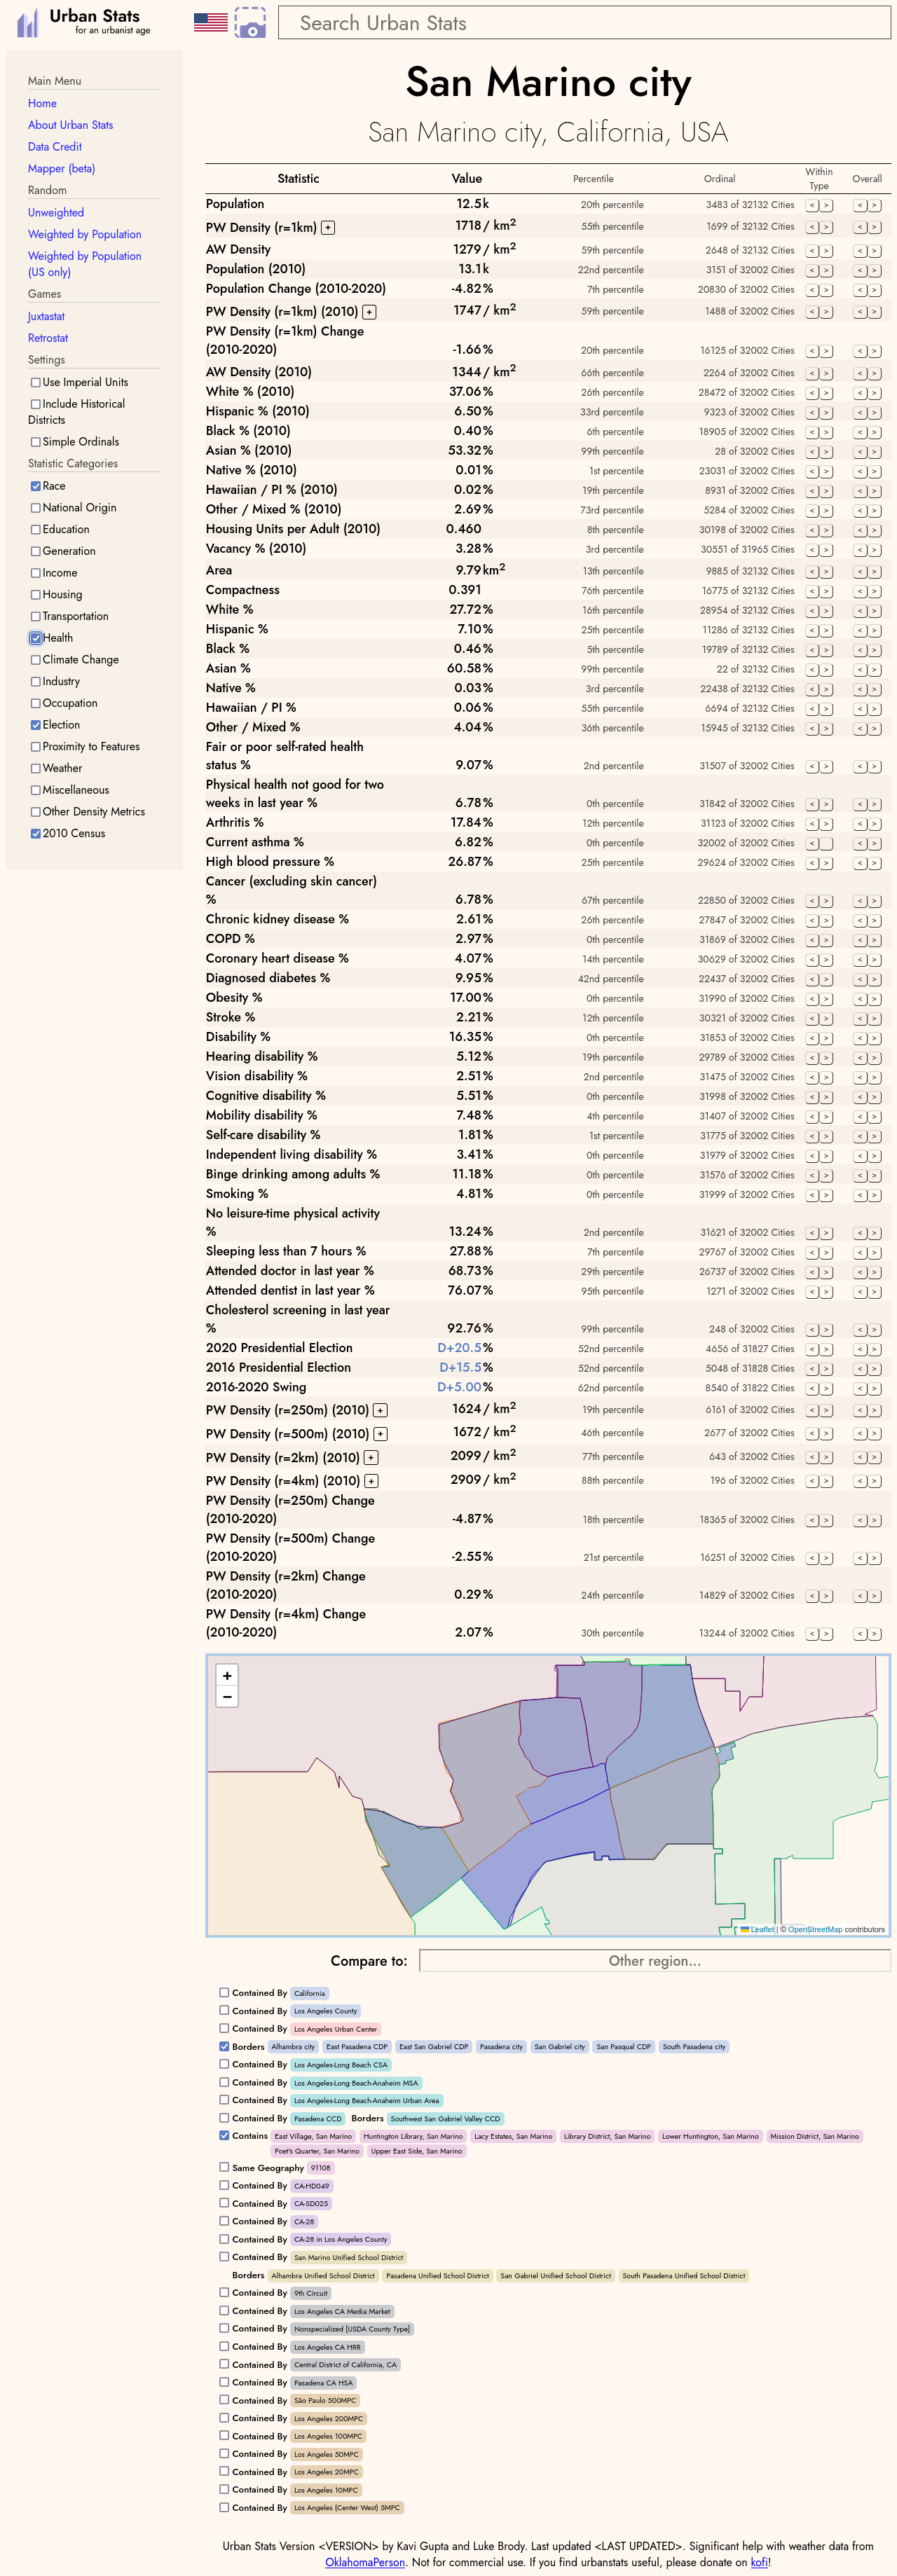 Urban Stats
for an urbanist age
Search Urban Stats
Main Menu
Home
About Urban Stats
Data Credit
Mapper (beta)
Random
Unweighted
Weighted by Population
Weighted by Population
(US only)
Games
Juxtastat
Retrostat
Settings
Use Imperial Units
Include Historical
Districts
Simple Ordinals
Statistic Categories
Race
National Origin
Education
Generation
Income
Housing
Transportation
Health
Climate Change
Industry
Occupation
Election
Proximity to Features
Weather
Miscellaneous
Other Density Metrics
2010 Census
San Marino city
San Marino city, California, USA
Statistic Value Percentile Ordinal Within Type Overall
Population 12.5k 20th percentile 3483 of 32132 Cities < > < >
PW Density (r=1km) + 1718 / km2 55th percentile 1699 of 32132 Cities < > < >
AW Density 1279 / km2 59th percentile 2648 of 32132 Cities < > < >
Population (2010) 13.1k 22nd percentile 3151 of 32002 Cities < > < >
Population Change (2010-2020) -4.82% 7th percentile 20830 of 32002 Cities < > < >
PW Density (r=1km) (2010) + 1747 / km2 59th percentile 1488 of 32002 Cities < > < >
PW Density (r=1km) Change
(2010-2020) -1.66% 20th percentile 16125 of 32002 Cities < > < >
AW Density (2010) 1344 / km2 66th percentile 2264 of 32002 Cities < > < >
White % (2010) 37.06% 26th percentile 28472 of 32002 Cities < > < >
Hispanic % (2010) 6.50% 33rd percentile 9323 of 32002 Cities < > < >
Black % (2010) 0.40% 6th percentile 18905 of 32002 Cities < > < >
Asian % (2010) 53.32% 99th percentile 28 of 32002 Cities < > < >
Native % (2010) 0.01% 1st percentile 23031 of 32002 Cities < > < >
Hawaiian / PI % (2010) 0.02% 19th percentile 8931 of 32002 Cities < > < >
Other / Mixed % (2010) 2.69% 73rd percentile 5284 of 32002 Cities < > < >
Housing Units per Adult (2010) 0.460 8th percentile 30198 of 32002 Cities < > < >
Vacancy % (2010) 3.28% 3rd percentile 30551 of 31965 Cities < > < >
Area 9.79 km2 13th percentile 9885 of 32132 Cities < > < >
Compactness 0.391 76th percentile 16775 of 32132 Cities < > < >
White % 27.72% 16th percentile 28954 of 32132 Cities < > < >
Hispanic % 7.10% 25th percentile 11286 of 32132 Cities < > < >
Black % 0.46% 5th percentile 19789 of 32132 Cities < > < >
Asian % 60.58% 99th percentile 22 of 32132 Cities < > < >
Native % 0.03% 3rd percentile 22438 of 32132 Cities < > < >
Hawaiian / PI % 0.06% 55th percentile 6694 of 32132 Cities < > < >
Other / Mixed % 4.04% 36th percentile 15945 of 32132 Cities < > < >
Fair or poor self-rated health
status % 9.07% 2nd percentile 31507 of 32002 Cities < > < >
Physical health not good for two
weeks in last year % 6.78% 0th percentile 31842 of 32002 Cities < > < >
Arthritis % 17.84% 12th percentile 31123 of 32002 Cities < > < >
Current asthma % 6.82% 0th percentile 32002 of 32002 Cities < < >
High blood pressure % 26.87% 25th percentile 29624 of 32002 Cities < > < >
Cancer (excluding skin cancer)
% 6.78% 67th percentile 22850 of 32002 Cities < > < >
Chronic kidney disease % 2.61% 26th percentile 27847 of 32002 Cities < > < >
COPD % 2.97% 0th percentile 31869 of 32002 Cities < > < >
Coronary heart disease % 4.07% 14th percentile 30629 of 32002 Cities < > < >
Diagnosed diabetes % 9.95% 42nd percentile 22437 of 32002 Cities < > < >
Obesity % 17.00% 0th percentile 31990 of 32002 Cities < > < >
Stroke % 2.21% 12th percentile 30321 of 32002 Cities < > < >
Disability % 16.35% 0th percentile 31853 of 32002 Cities < > < >
Hearing disability % 5.12% 19th percentile 29789 of 32002 Cities < > < >
Vision disability % 2.51% 2nd percentile 31475 of 32002 Cities < > < >
Cognitive disability % 5.51% 0th percentile 31998 of 32002 Cities < > < >
Mobility disability % 7.48% 4th percentile 31407 of 32002 Cities < > < >
Self-care disability % 1.81% 1st percentile 31775 of 32002 Cities < > < >
Independent living disability % 3.41% 0th percentile 31979 of 32002 Cities < > < >
Binge drinking among adults % 11.18% 0th percentile 31576 of 32002 Cities < > < >
Smoking % 4.81% 0th percentile 31999 of 32002 Cities < > < >
No leisure-time physical activity
% 13.24% 2nd percentile 31621 of 32002 Cities < > < >
Sleeping less than 7 hours % 27.88% 7th percentile 29767 of 32002 Cities < > < >
Attended doctor in last year % 68.73% 29th percentile 26737 of 32002 Cities < > < >
Attended dentist in last year % 76.07% 95th percentile 1271 of 32002 Cities < > < >
Cholesterol screening in last year
% 92.76% 99th percentile 248 of 32002 Cities < > < >
2020 Presidential Election D+20.5% 52nd percentile 4656 of 31827 Cities < > < >
2016 Presidential Election D+15.5% 52nd percentile 5048 of 31828 Cities < > < >
2016-2020 Swing D+5.00% 62nd percentile 8540 of 31822 Cities < > < >
PW Density (r=250m) (2010) + 1624 / km2 19th percentile 6161 of 32002 Cities < > < >
PW Density (r=500m) (2010) + 1672 / km2 46th percentile 2677 of 32002 Cities < > < >
PW Density (r=2km) (2010) + 2099 / km2 77th percentile 643 of 32002 Cities < > < >
PW Density (r=4km) (2010) + 2909 / km2 88th percentile 196 of 32002 Cities < > < >
PW Density (r=250m) Change
(2010-2020) -4.87% 18th percentile 18365 of 32002 Cities < > < >
PW Density (r=500m) Change
(2010-2020) -2.55% 21st percentile 16251 of 32002 Cities < > < >
PW Density (r=2km) Change
(2010-2020) 0.29% 24th percentile 14829 of 32002 Cities < > < >
PW Density (r=4km) Change
(2010-2020) 2.07% 30th percentile 13244 of 32002 Cities < > < >
+
−
Leaflet | © OpenStreetMap contributors
Compare to: Other region...
Contained By California
Contained By Los Angeles County
Contained By Los Angeles Urban Center
Borders Alhambra city East Pasadena CDP East San Gabriel CDP Pasadena city San Gabriel city San Pasqual CDP South Pasadena city
Contained By Los Angeles-Long Beach CSA
Contained By Los Angeles-Long Beach-Anaheim MSA
Contained By Los Angeles-Long Beach-Anaheim Urban Area
Contained By Pasadena CCD Borders Southwest San Gabriel Valley CCD
Contains East Village, San Marino Huntington Library, San Marino Lacy Estates, San Marino Library District, San Marino Lower Huntington, San Marino Mission District, San Marino
Poet's Quarter, San Marino Upper East Side, San Marino
Same Geography 91108
Contained By CA-HD049
Contained By CA-SD025
Contained By CA-28
Contained By CA-28 in Los Angeles County
Contained By San Marino Unified School District
Borders Alhambra Unified School District Pasadena Unified School District San Gabriel Unified School District South Pasadena Unified School District
Contained By 9th Circuit
Contained By Los Angeles CA Media Market
Contained By Nonspecialized [USDA County Type]
Contained By Los Angeles CA HRR
Contained By Central District of California, CA
Contained By Pasadena CA HSA
Contained By São Paulo 500MPC
Contained By Los Angeles 200MPC
Contained By Los Angeles 100MPC
Contained By Los Angeles 50MPC
Contained By Los Angeles 20MPC
Contained By Los Angeles 10MPC
Contained By Los Angeles (Center West) 5MPC
Urban Stats Version <VERSION> by Kavi Gupta and Luke Brody. Last updated <LAST UPDATED>. Significant help with weather data from
OklahomaPerson. Not for commercial use. If you find urbanstats useful, please donate on kofi!